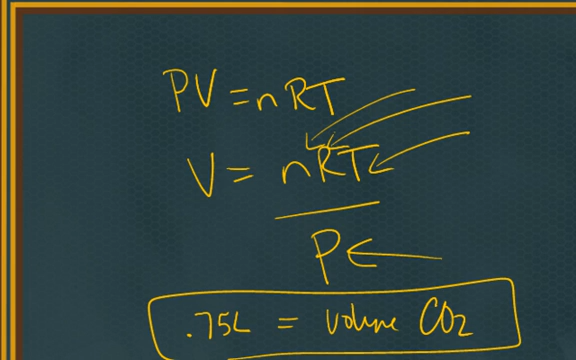 PV = nRT
V = nRT
P
.75L = volume CO2